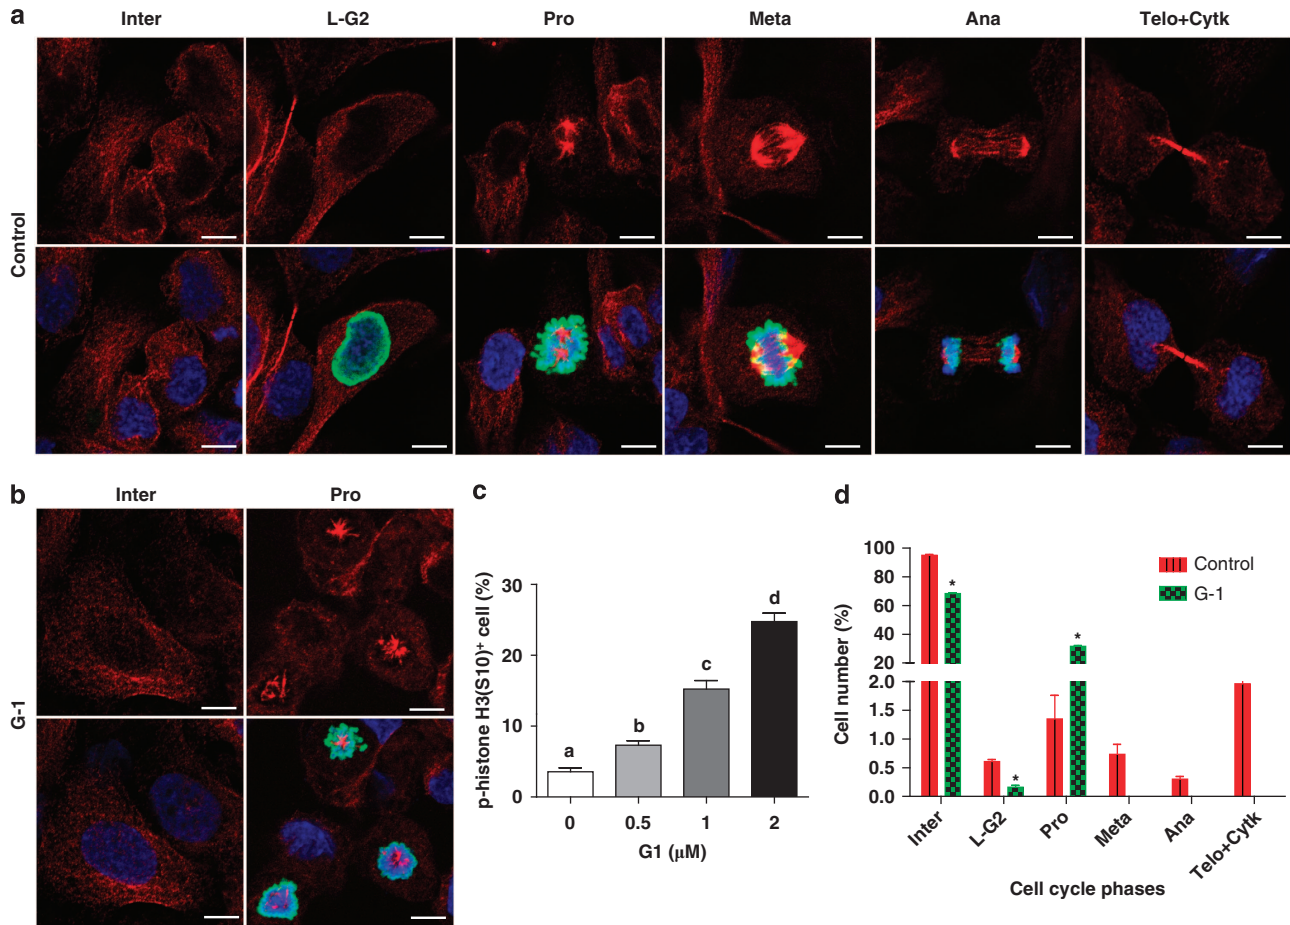 a
Inter L-G2 Pro Meta Ana Telo+Cytk
Control
b
Inter Pro
G-1
c
p-histone H3(S10)+ cell (%)
30
20
10
0
a b c d
0 0.5 1 2
G1 (μM)
d
Cell number (%)
100
80
60
40
20
2.0
1.5
1.0
0.5
0.0
* * *
Control
G-1
Inter L-G2 Pro Meta Ana Telo+Cytk
Cell cycle phases